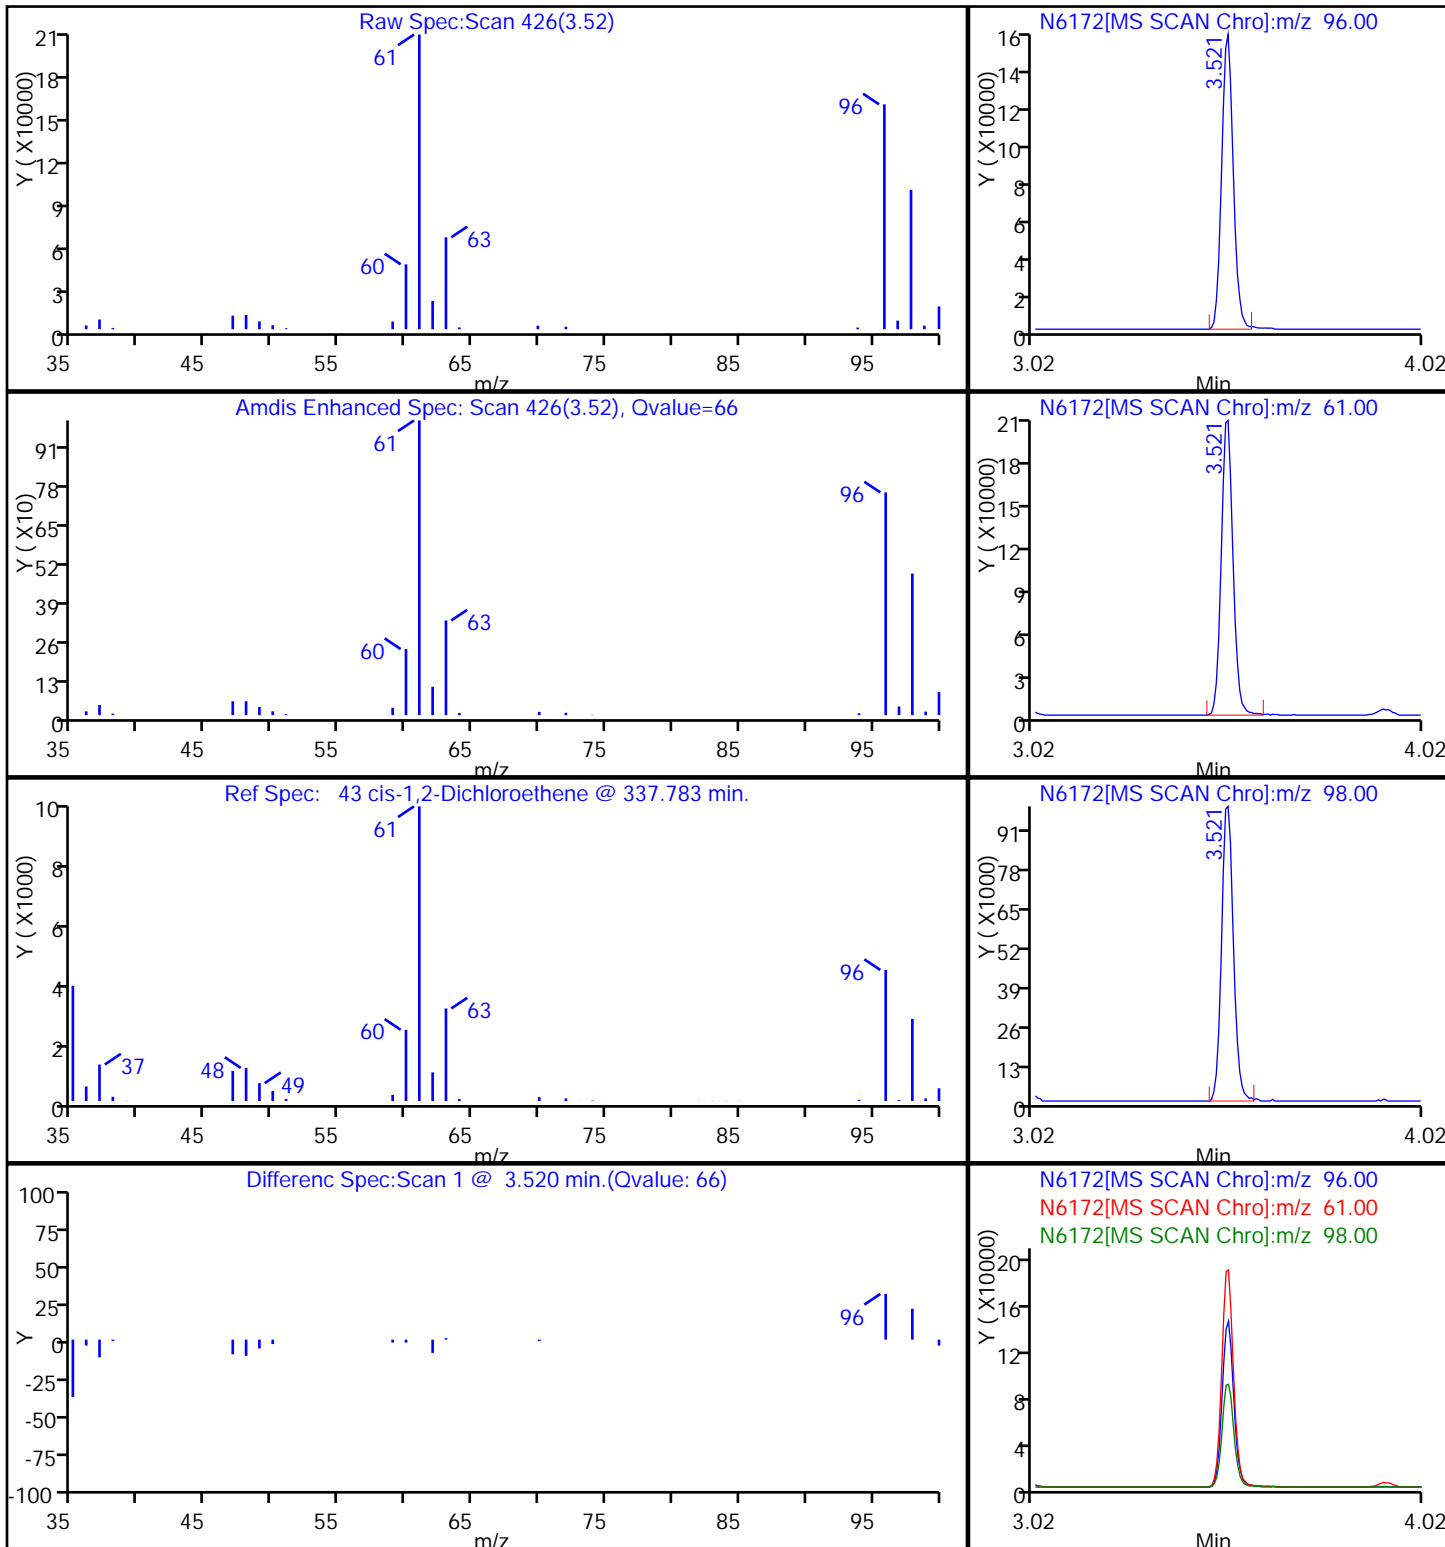 Raw Spec:Scan 426(3.52)
21
18
15
12
9
6
3
0
Y ( X10000)
61
60
63
96
35 45 55 65 75 85 95
m/z
N6172[MS SCAN Chro]:m/z 96.00
16
14
12
10
8
6
4
2
0
Y ( X10000)
3.521
3.02 4.02
Min
Amdis Enhanced Spec: Scan 426(3.52), Qvalue=66
91
78
65
52
39
26
13
0
Y ( X10)
61
60
63
96
35 45 55 65 75 85 95
m/z
N6172[MS SCAN Chro]:m/z 61.00
21
18
15
12
9
6
3
0
Y ( X10000)
3.521
3.02 4.02
Min
Ref Spec: 43 cis-1,2-Dichloroethene @ 337.783 min.
10
8
6
4
2
0
Y ( X1000)
61
60
63
96
37
48
49
35 45 55 65 75 85 95
m/z
N6172[MS SCAN Chro]:m/z 98.00
91
78
65
52
39
26
13
0
Y ( X1000)
3.521
3.02 4.02
Min
Differenc Spec:Scan 1 @ 3.520 min.(Qvalue: 66)
100
75
50
25
0
-25
-50
-75
-100
Y
96
35 45 55 65 75 85 95
m/z
N6172[MS SCAN Chro]:m/z 96.00
N6172[MS SCAN Chro]:m/z 61.00
N6172[MS SCAN Chro]:m/z 98.00
20
16
12
8
4
0
Y ( X10000)
3.02 4.02
Min